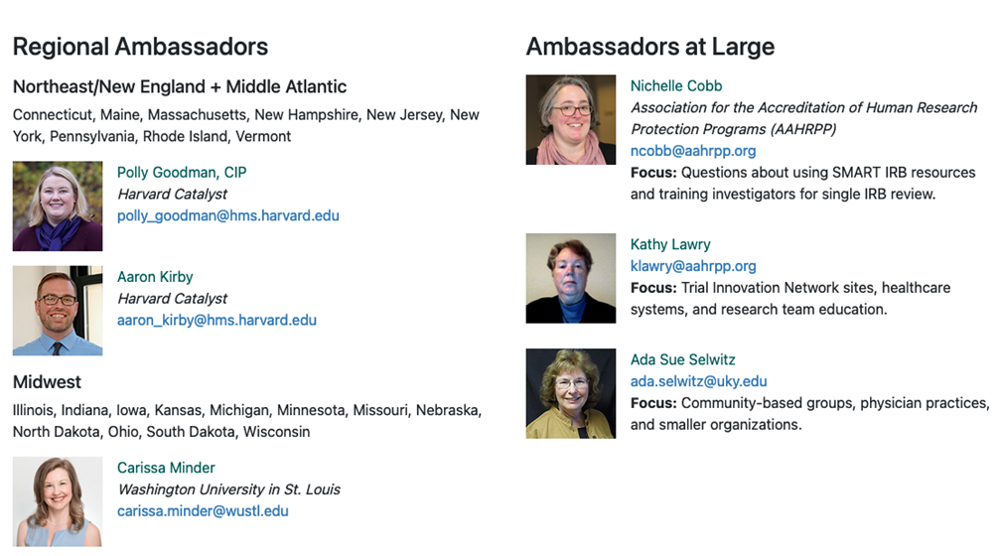 Regional Ambassadors
Northeast/New England + Middle Atlantic
Connecticut, Maine, Massachusetts, New Hampshire, New Jersey, New
York, Pennsylvania, Rhode Island, Vermont
Polly Goodman, CIP
Harvard Catalyst
polly_goodman@hms.harvard.edu
Aaron Kirby
Harvard Catalyst
aaron_kirby@hms.harvard.edu
Midwest
Illinois, Indiana, Iowa, Kansas, Michigan, Minnesota, Missouri, Nebraska,
North Dakota, Ohio, South Dakota, Wisconsin
Carissa Minder
Washington University in St. Louis
carissa.minder@wustl.edu
Ambassadors at Large
Nichelle Cobb
Association for the Accreditation of Human Research
Protection Programs (AAHRPP)
ncobb@aahrpp.org
Focus: Questions about using SMART IRB resources
and training investigators for single IRB review.
Kathy Lawry
klawry@aahrpp.org
Focus: Trial Innovation Network sites, healthcare
systems, and research team education.
Ada Sue Selwitz
ada.selwitz@uky.edu
Focus: Community-based groups, physician practices,
and smaller organizations.